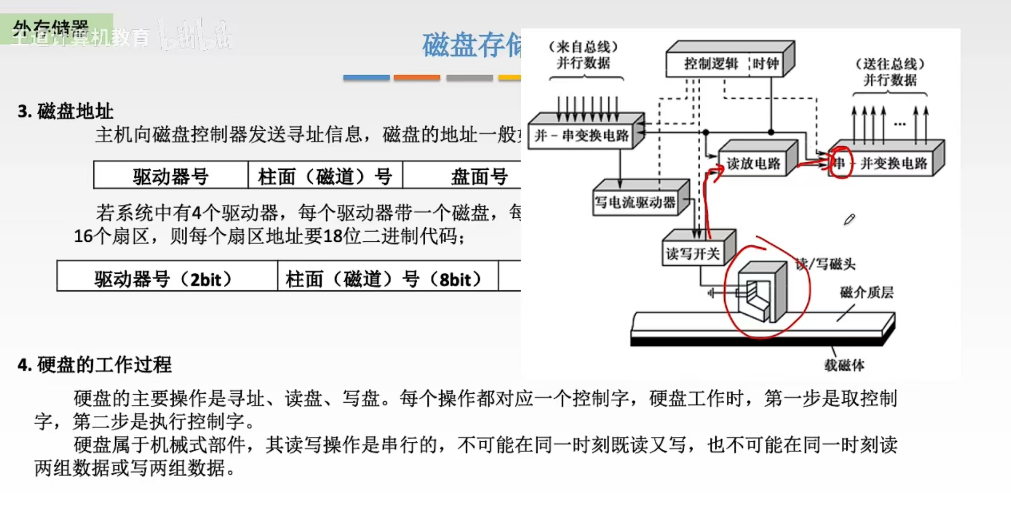 外存储器
王道计算机教育
磁盘存储
3. 磁盘地址
主机向磁盘控制器发送寻址信息，磁盘的地址一般
驱动器号 柱面（磁道）号 盘面号
若系统中有4个驱动器，每个驱动器带一个磁盘，每
16个扇区，则每个扇区地址要18位二进制代码；
驱动器号（2bit） 柱面（磁道）号（8bit）
（来自总线）
并行数据
控制逻辑 时钟
（送往总线）
并行数据
...
并－串变换电路
读放电路
串－并变换电路
写电流驱动器
读写开关
读/写磁头
磁介质层
载磁体
4. 硬盘的工作过程
硬盘的主要操作是寻址、读盘、写盘。每个操作都对应一个控制字，硬盘工作时，第一步是取控制
字，第二步是执行控制字。
硬盘属于机械式部件，其读写操作是串行的，不可能在同一时刻既读又写，也不可能在同一时刻读
两组数据或写两组数据。